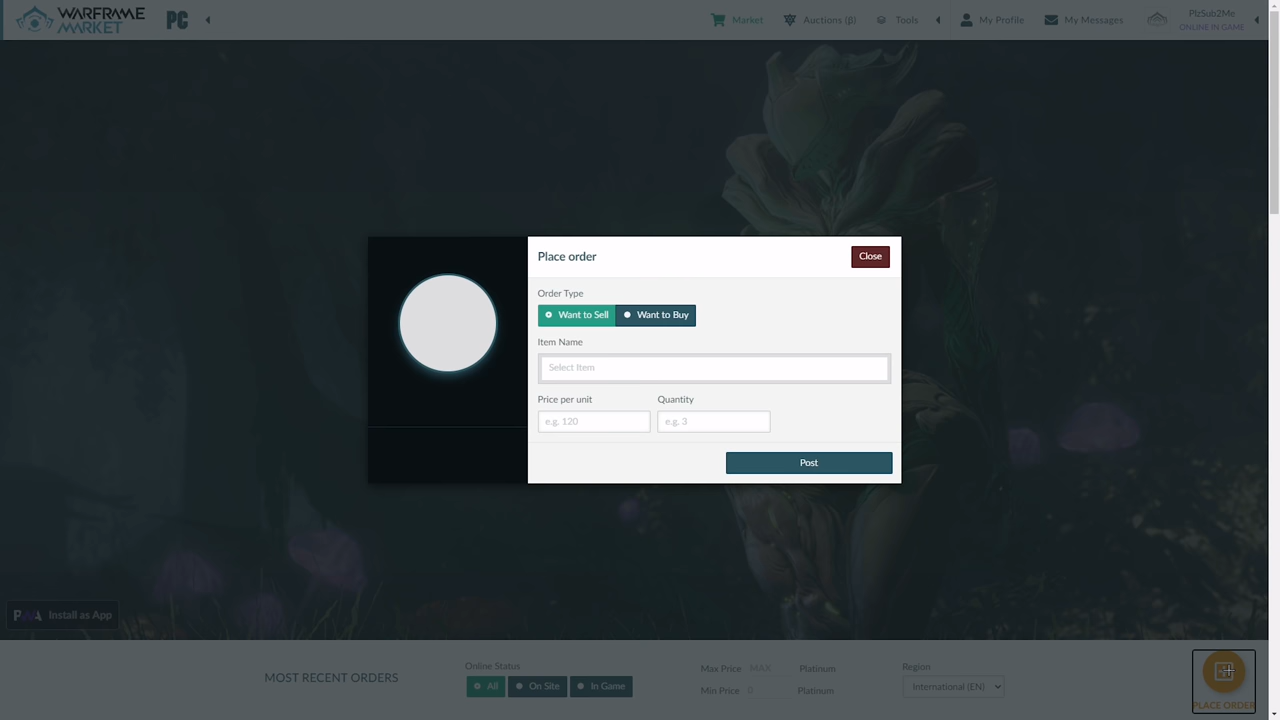 WARFRAME
MARKET
PC
Market
Auctions (β)
Tools
My Profile
My Messages
PlzSub2Me
ONLINE IN GAME
Place order
Close
Order Type
Want to Sell
Want to Buy
Item Name
Select Item
Price per unit
Quantity
e.g. 120
e.g. 3
Post
PWA Install as App
MOST RECENT ORDERS
Online Status
All
On Site
In Game
Max Price MAX Platinum
Min Price 0 Platinum
Region
International (EN)
PLACE ORDER